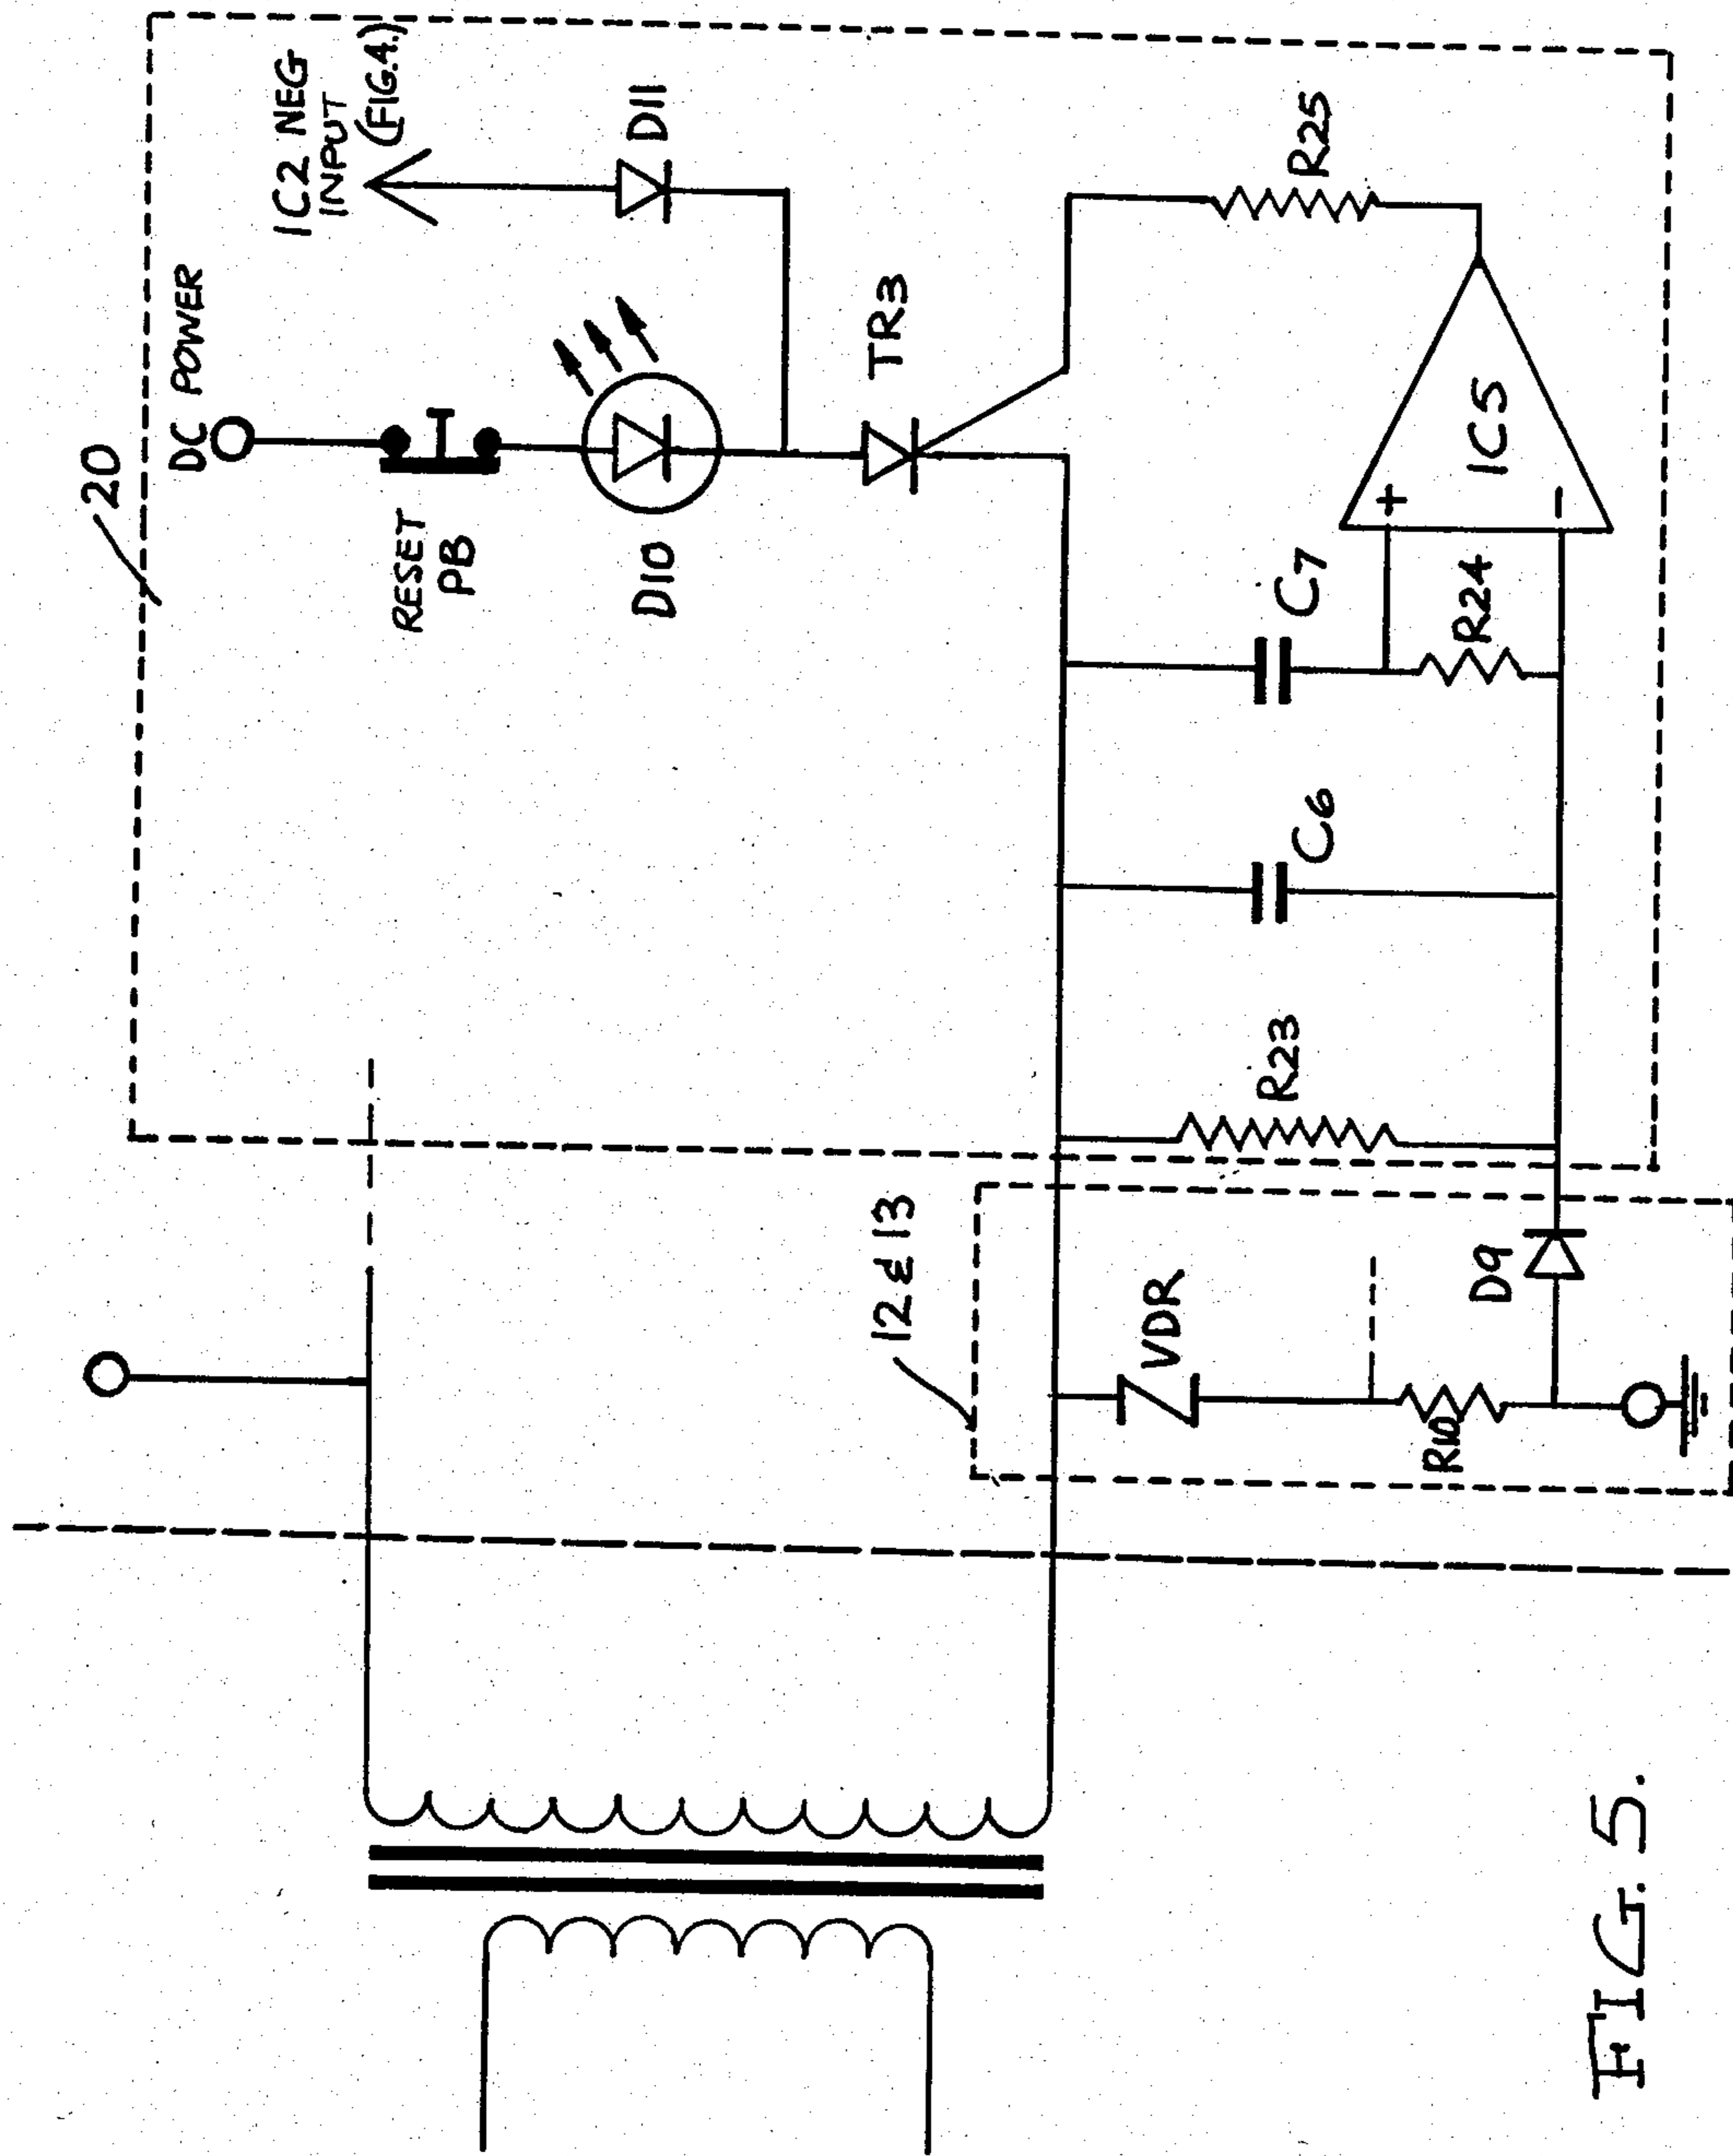 20
DC POWER
IC2 NEG
INPUT
(FIG.4.)
RESET
PB
D10
D11
TR3
12 & 13
VDR
R10
D9
R23
C6
C7
R24
+
−
IC5
R25
FIG. 5.